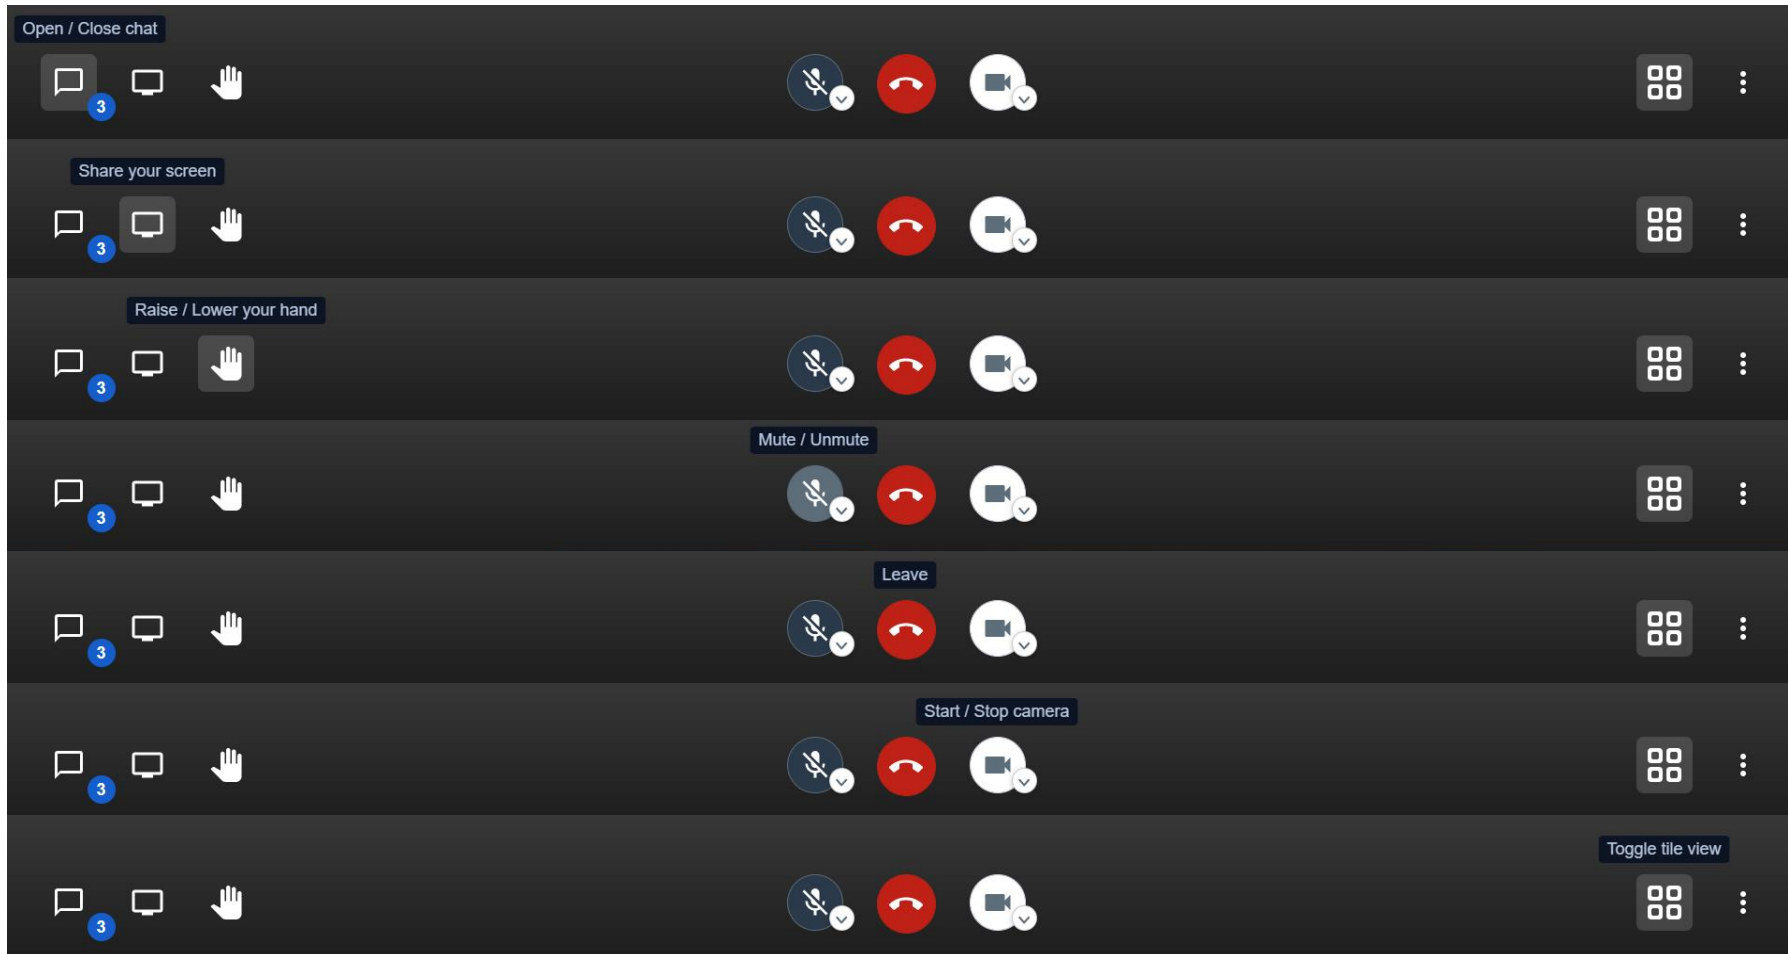 Open / Close chat
3
Share your screen
3
Raise / Lower your hand
3
Mute / Unmute
3
Leave
3
Start / Stop camera
3
Toggle tile view
3